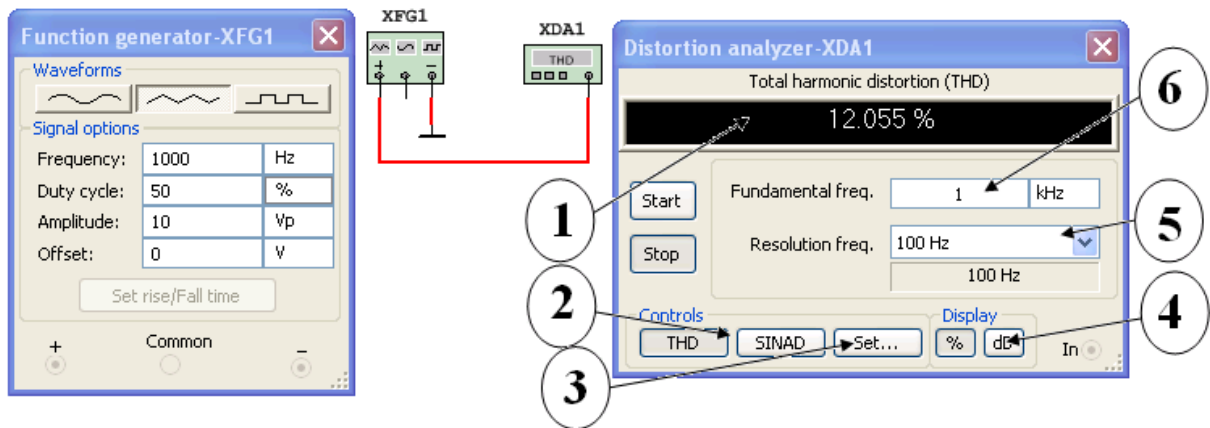 XFG1
XDA1
THD
Function generator-XFG1
Waveforms
Signal options
Frequency: 1000 Hz
Duty cycle: 50 %
Amplitude: 10 Vp
Offset: 0 V
Set rise/Fall time
+ Common -
Distortion analyzer-XDA1
Total harmonic distortion (THD)
12.055 %
Start
Stop
Fundamental freq. 1 kHz
Resolution freq. 100 Hz
100 Hz
Controls
THD SINAD Set...
Display
% dB
In
1
2
3
4
5
6